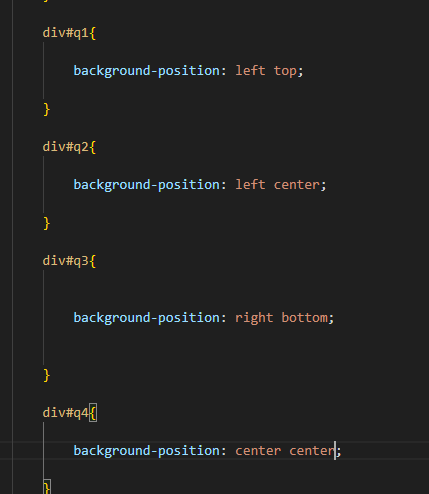 div#q1{
background-position: left top;
}
div#q2{
background-position: left center;
}
div#q3{
background-position: right bottom;
}
div#q4{
background-position: center center;
}